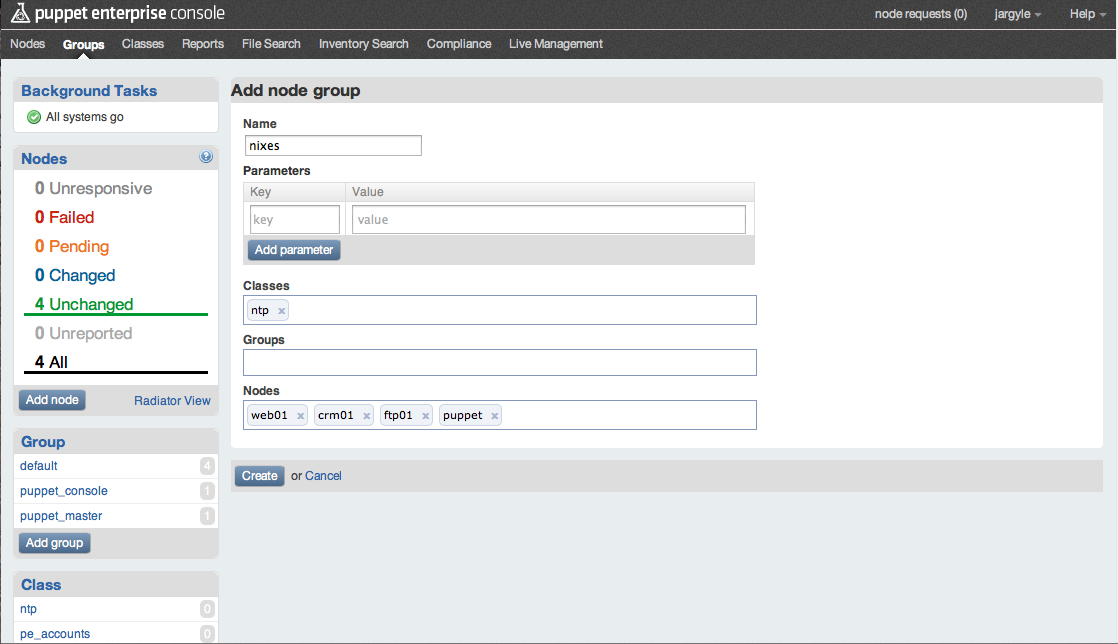 puppet enterprise console
node requests (0) jargyle Help
Nodes Groups Classes Reports File Search Inventory Search Compliance Live Management
Background Tasks
All systems go
Nodes
0 Unresponsive
0 Failed
0 Pending
0 Changed
4 Unchanged
0 Unreported
4 All
Add node Radiator View
Group
default 4
puppet_console 1
puppet_master 1
Add group
Class
ntp 0
pe_accounts 0
Add node group
Name
nixes
Parameters
Key Value
key value
Add parameter
Classes
ntp x
Groups
Nodes
web01 x crm01 x ftp01 x puppet x
Create or Cancel